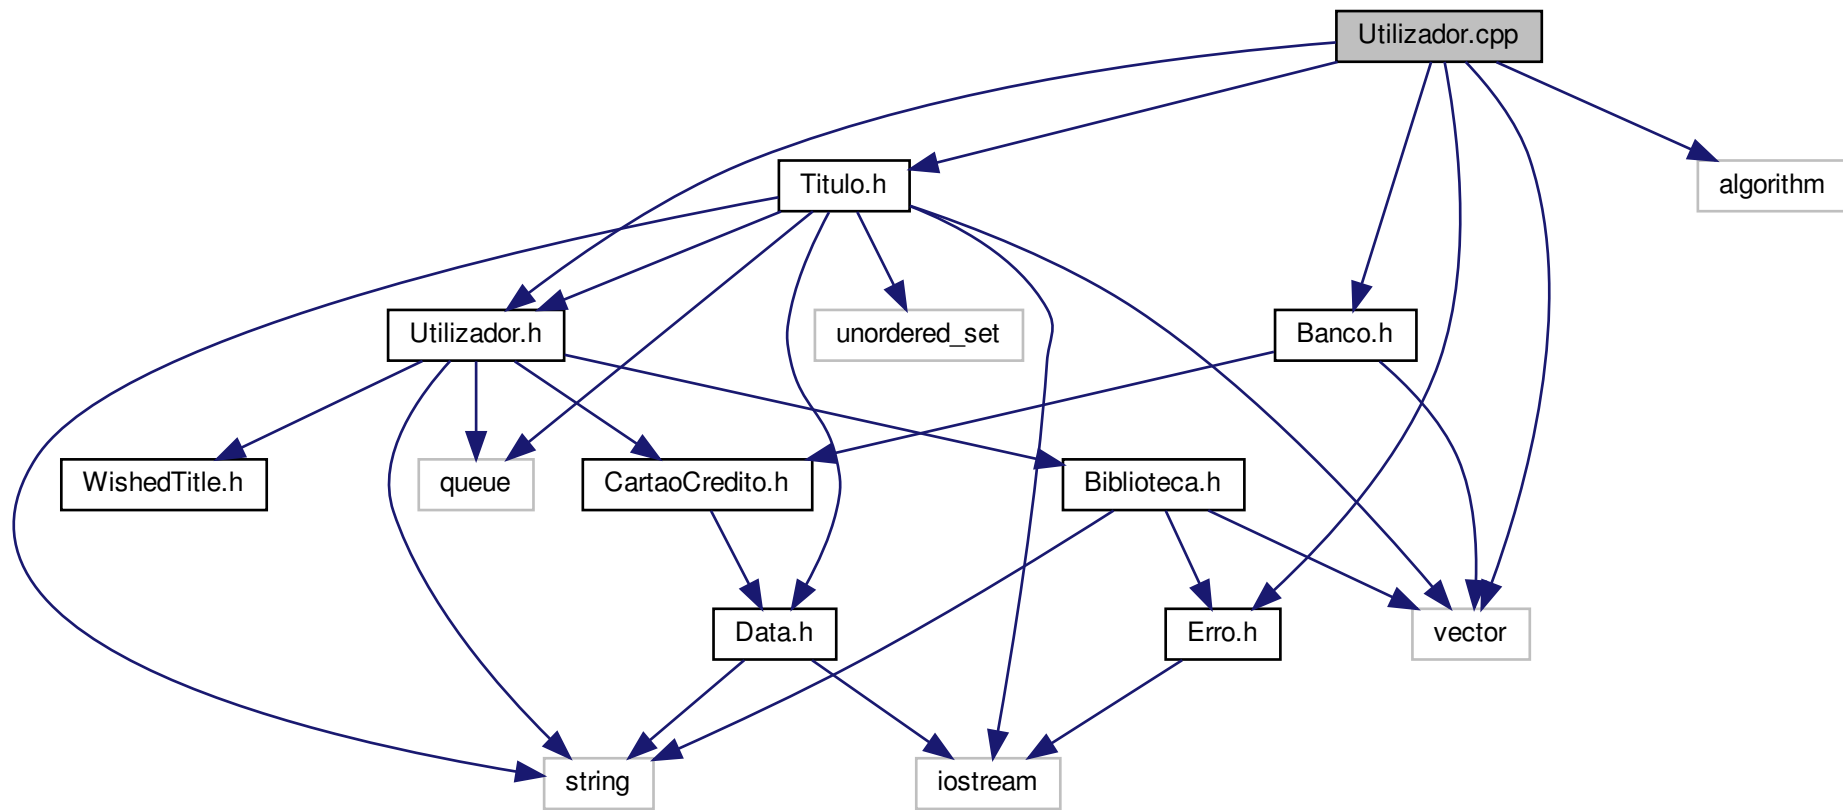 Utilizador.cpp
Titulo.h
algorithm
Utilizador.h
unordered_set
Banco.h
WishedTitle.h
queue
CartaoCredito.h
Biblioteca.h
Data.h
Erro.h
vector
string
iostream